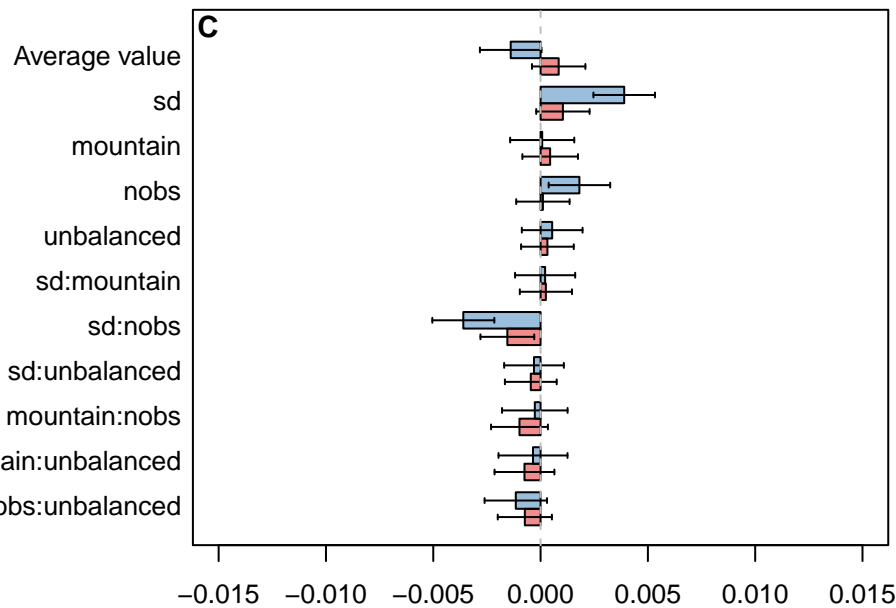 C
Average value
sd
mountain
nobs
unbalanced
sd:mountain
sd:nobs
sd:unbalanced
mountain:nobs
ain:unbalanced
obs:unbalanced
−0.015 −0.010 −0.005 0.000 0.005 0.010 0.015